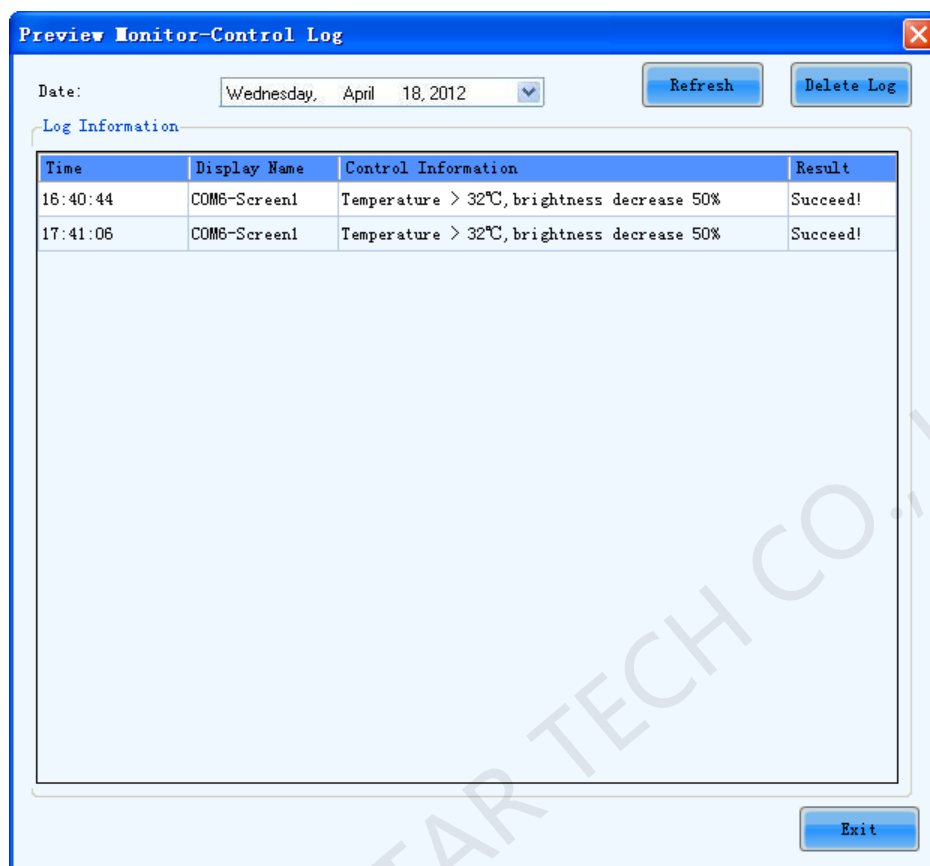 Preview Monitor-Control Log
Date: Wednesday, April 18, 2012 Refresh Delete Log
Log Information
Time Display Name Control Information Result
16:40:44 COM6-Screen1 Temperature > 32℃,brightness decrease 50% Succeed!
17:41:06 COM6-Screen1 Temperature > 32℃,brightness decrease 50% Succeed!
TECH CO.,
Exit